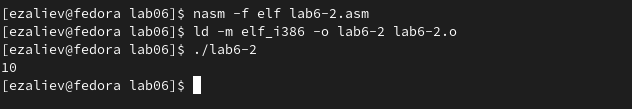 [ezaliev@fedora lab06]$ nasm -f elf lab6-2.asm
[ezaliev@fedora lab06]$ ld -m elf_i386 -o lab6-2 lab6-2.o
[ezaliev@fedora lab06]$ ./lab6-2
10
[ezaliev@fedora lab06]$